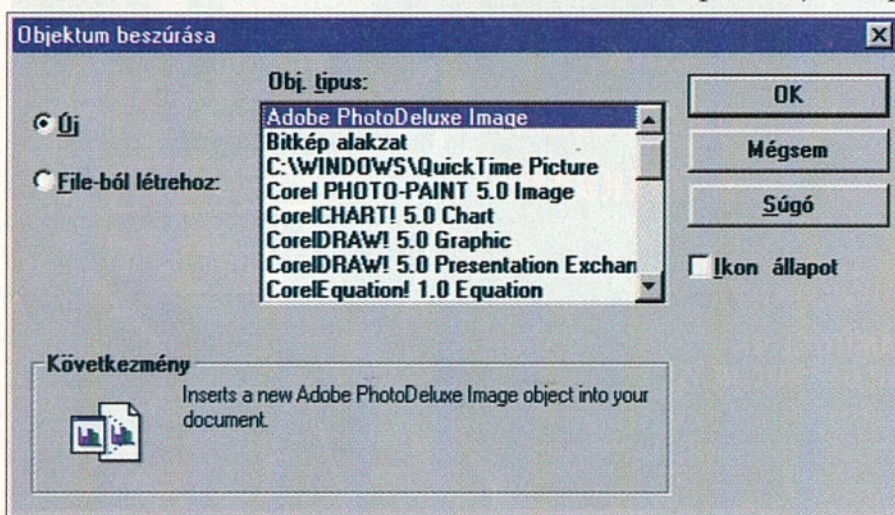 Objektum beszúrása
Új
File-ból létrehoz:
Obj. tipus:
Adobe PhotoDeluxe Image
Bitkép alakzat
C:\WINDOWS\QuickTime Picture
Corel PHOTO-PAINT 5.0 Image
CorelCHART! 5.0 Chart
CorelDRAW! 5.0 Graphic
CorelDRAW! 5.0 Presentation Exchan
CorelEquation! 1.0 Equation
OK
Mégsem
Súgó
Ikon állapot
Következmény
Inserts a new Adobe PhotoDeluxe Image object into your
document.